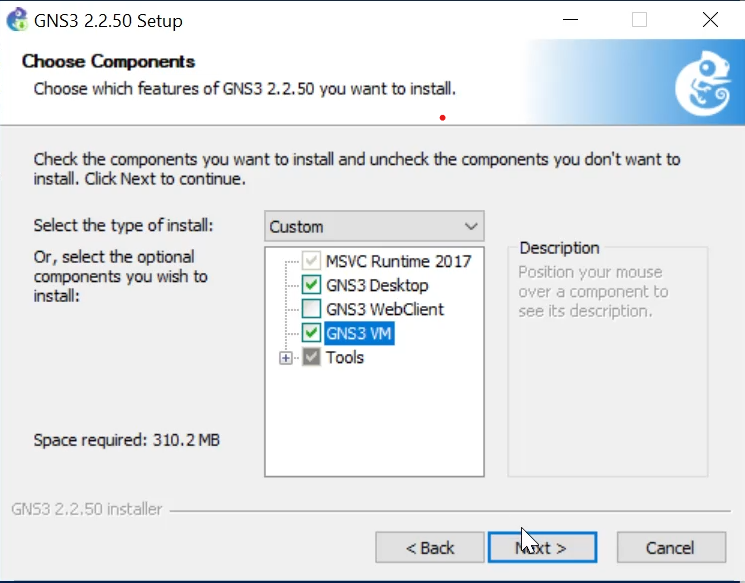 GNS3 2.2.50 Setup
Choose Components
Choose which features of GNS3 2.2.50 you want to install.
Check the components you want to install and uncheck the components you don't want to
install. Click Next to continue.
Select the type of install:
Custom
Or, select the optional
components you wish to
install:
MSVC Runtime 2017
GNS3 Desktop
GNS3 WebClient
GNS3 VM
Tools
Description
Position your mouse
over a component to
see its description.
Space required: 310.2 MB
GNS3 2.2.50 installer
< Back
Next >
Cancel